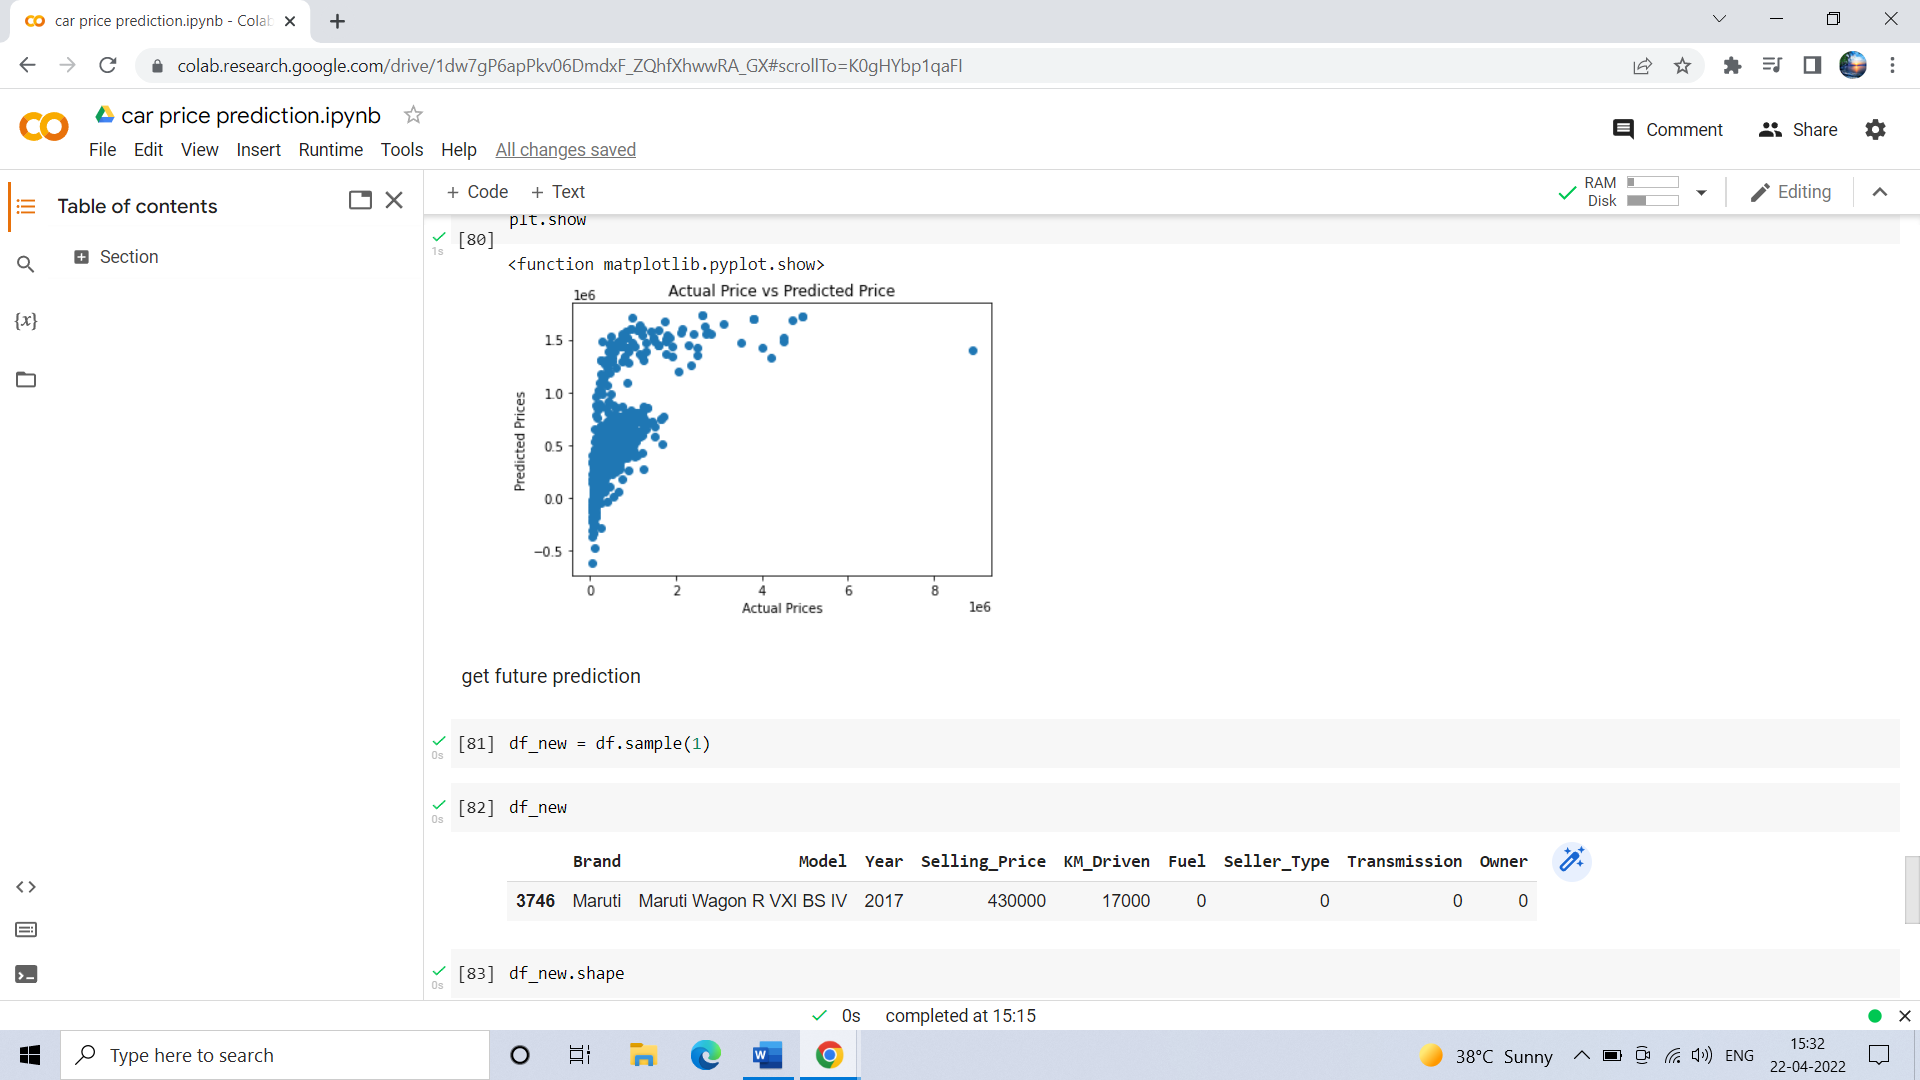 car price prediction.ipynb - Colab
colab.research.google.com/drive/1dw7gP6apPkv06DmdxF_ZQhfXhwwRA_GX#scrollTo=K0gHYbp1qaFI
car price prediction.ipynb
Comment Share
File Edit View Insert Runtime Tools Help All changes saved
Table of contents
+ Code + Text
RAM
Disk
Editing
Section
{x}
plt.show
[80]
1s
<function matplotlib.pyplot.show>
Actual Price vs Predicted Price
1e6
1.5
1.0
0.5
0.0
−0.5
Predicted Prices
0 2 4 6 8
Actual Prices
1e6
get future prediction
[81] df_new = df.sample(1)
0s
[82] df_new
0s
Brand Model Year Selling_Price KM_Driven Fuel Seller_Type Transmission Owner
3746 Maruti Maruti Wagon R VXI BS IV 2017 430000 17000 0 0 0 0
[83] df_new.shape
0s
0s completed at 15:15
Type here to search
W
38°C Sunny
ENG
15:32
22-04-2022